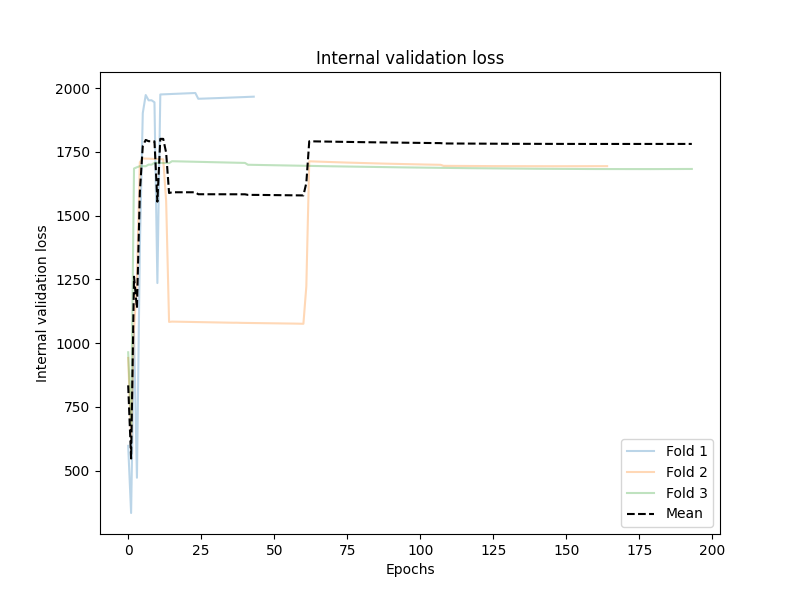 Internal validation loss
Internal validation loss
2000
1750
1500
1250
1000
750
500
0
25
50
75
100
125
150
175
200
Epochs
Fold 1
Fold 2
Fold 3
Mean